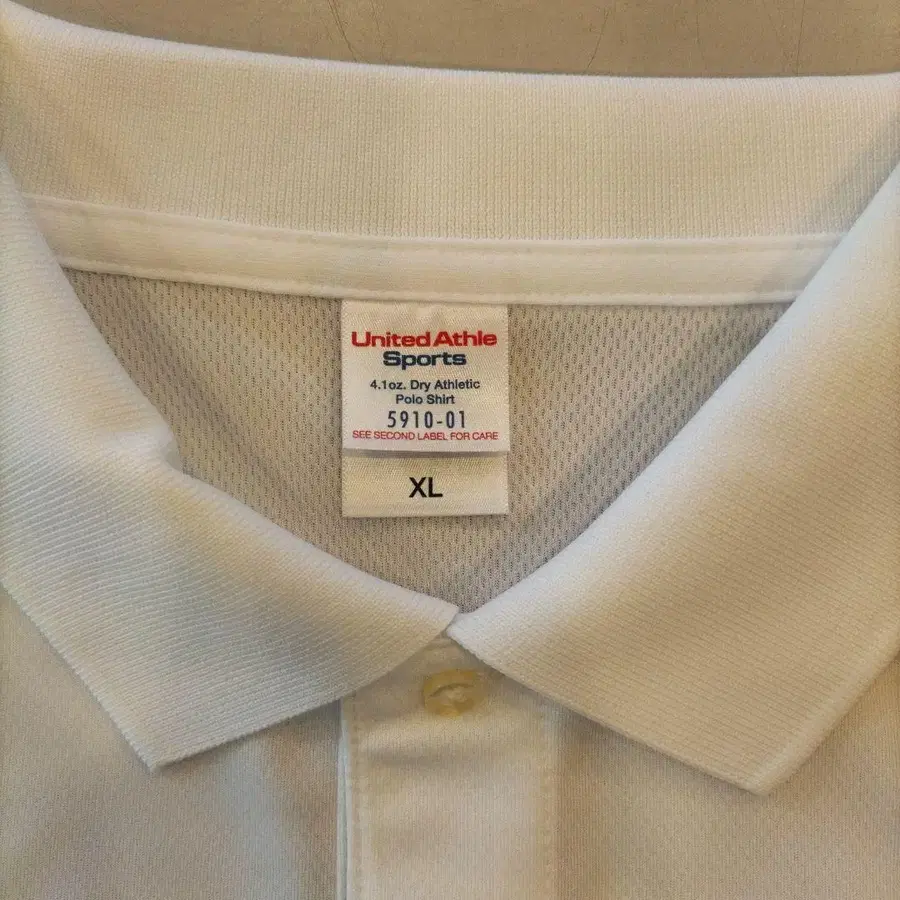 United Athle
Sports
4.1oz. Dry Athletic
Polo Shirt
5910-01
SEE SECOND LABEL FOR CARE
XL